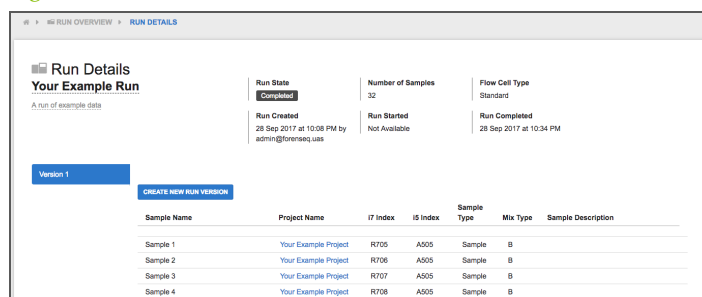 RUN OVERVIEW RUN DETAILS
Run Details
Your Example Run
A run of example data
Run State
Completed
Number of Samples
32
Flow Cell Type
Standard
Run Created
28 Sep 2017 at 10:08 PM by
admin@forenseq.uas
Run Started
Not Available
Run Completed
28 Sep 2017 at 10:34 PM
Version 1
CREATE NEW RUN VERSION
Sample Name Project Name i7 Index i5 Index Sample Type Mix Type Sample Description
Sample 1 Your Example Project R705 A505 Sample B
Sample 2 Your Example Project R706 A505 Sample B
Sample 3 Your Example Project R707 A505 Sample B
Sample 4 Your Example Project R708 A505 Sample B